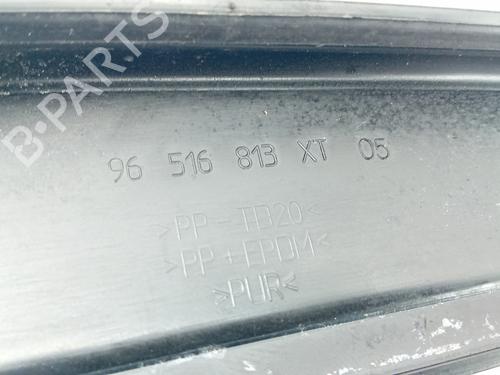 B-PARTS
96 516 813 XT 05
>PP-TD20<
>PP+EPDM<
>PUR<